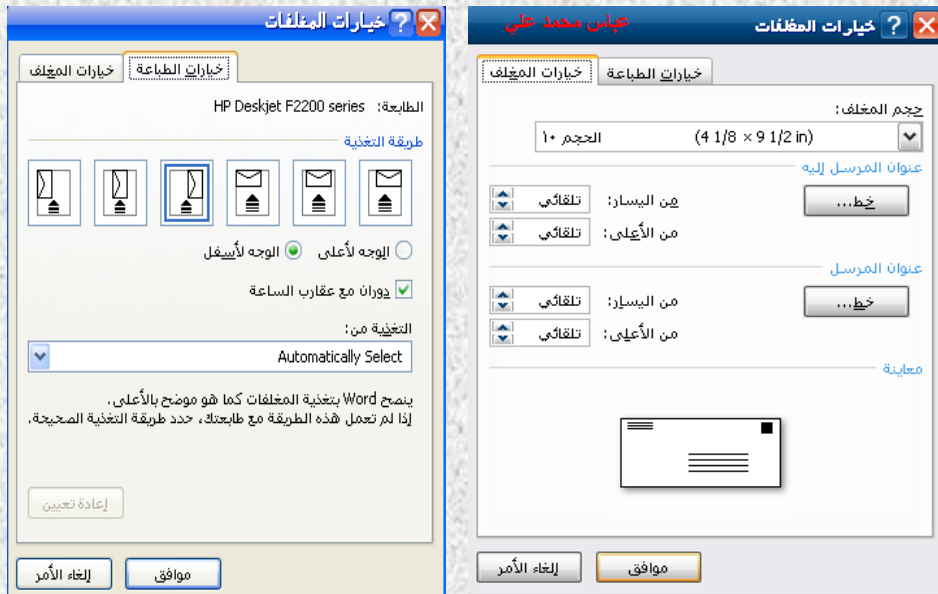 خيارات المغلفات
عباس محمد علي
خيارات المغلف
خيارات الطباعة
حجم المغلف:
الحجم ١٠ (4 1/8 × 9 1/2 in)
عنوان المرسل إليه
خط...
من اليسار: تلقائي
من الأعلى: تلقائي
عنوان المرسل
خط...
من اليسار: تلقائي
من الأعلى: تلقائي
معاينة
موافق
إلغاء الأمر
خيارات المغلفات
خيارات الطباعة
خيارات المغلف
الطابعة: HP Deskjet F2200 series
طريقة التغذية
الوجه لأعلى
الوجه لأسفل
دوران مع عقارب الساعة
التغذية من:
Automatically Select
ينصح Word بتغذية المغلفات كما هو موضح بالأعلى.
إذا لم تعمل هذه الطريقة مع طابعتك، حدد طريقة التغذية الصحيحة.
إعادة تعيين
موافق
إلغاء الأمر